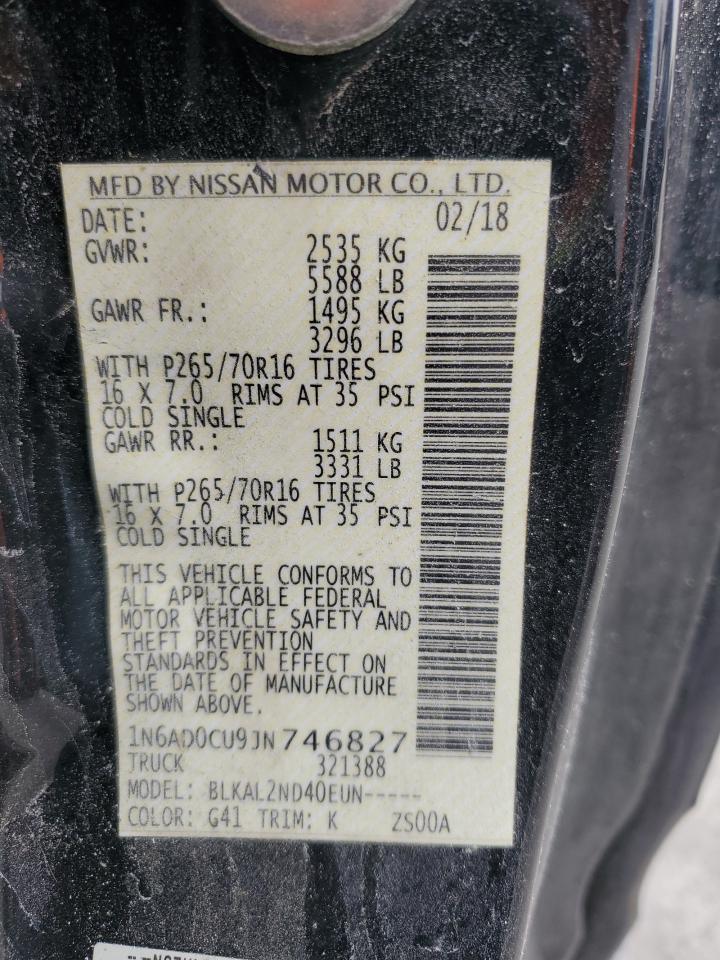 MFD BY NISSAN MOTOR CO., LTD.
DATE: 02/18
GVWR: 2535 KG
5588 LB
GAWR FR.: 1495 KG
3296 LB
WITH P265/70R16 TIRES
16 X 7.0 RIMS AT 35 PSI
COLD SINGLE
GAWR RR.: 1511 KG
3331 LB
WITH P265/70R16 TIRES
16 X 7.0 RIMS AT 35 PSI
COLD SINGLE
THIS VEHICLE CONFORMS TO
ALL APPLICABLE FEDERAL
MOTOR VEHICLE SAFETY AND
THEFT PREVENTION
STANDARDS IN EFFECT ON
THE DATE OF MANUFACTURE
SHOWN ABOVE.
1N6AD0CU9JN746827
TRUCK 321388
MODEL: BLKAL2ND40EUN-----
COLOR: G41 TRIM: K ZS00A